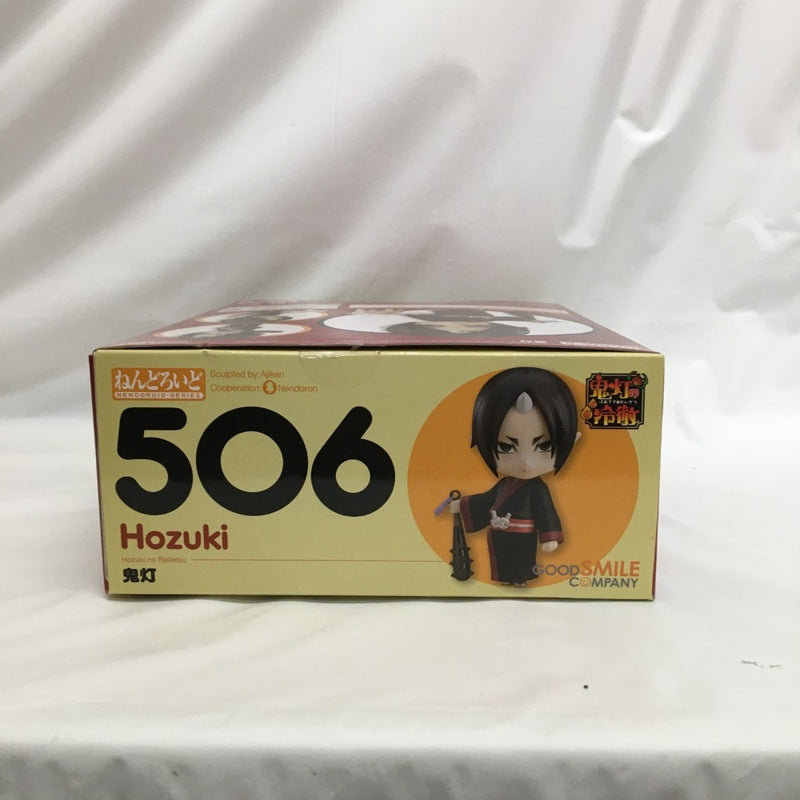 ねんどろいど
NENDOROID SERIES
Sculpted by: Ajiken
Cooperation: Nendoron
506
Hozuki
Hozuki no Reitetsu
鬼灯
鬼灯の
冷徹
GOOD SMILE
COMPANY